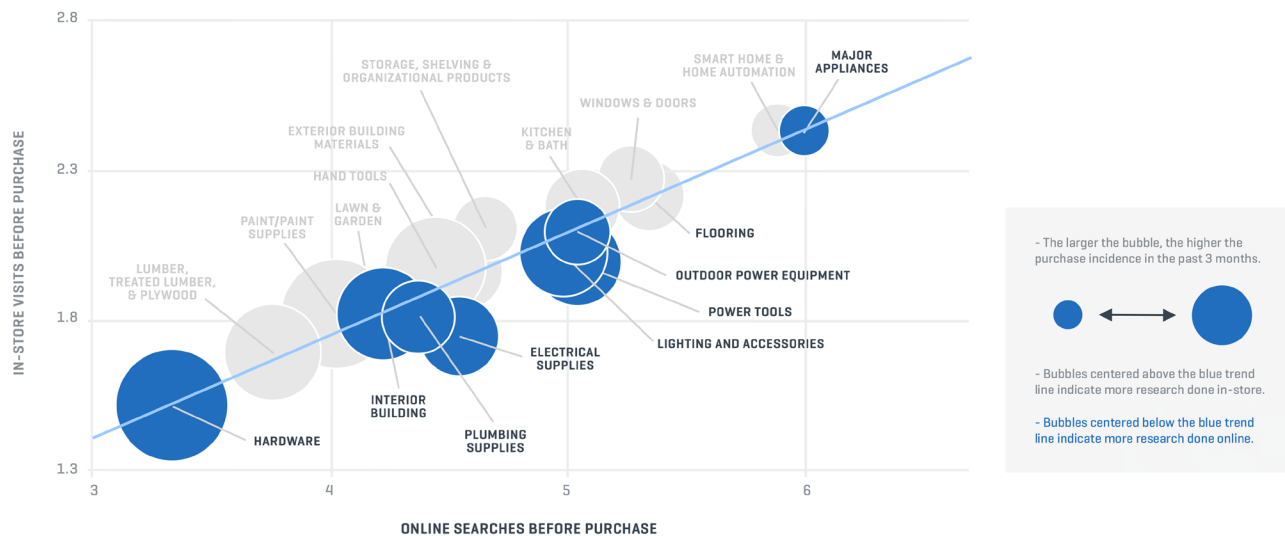 2.8
2.3
1.8
1.3
IN-STORE VISITS BEFORE PURCHASE
STORAGE, SHELVING &
ORGANIZATIONAL PRODUCTS
SMART HOME &
HOME AUTOMATION
MAJOR
APPLIANCES
WINDOWS & DOORS
EXTERIOR BUILDING
MATERIALS
KITCHEN
& BATH
HAND TOOLS
LAWN &
GARDEN
PAINT/PAINT
SUPPLIES
LUMBER,
TREATED LUMBER,
& PLYWOOD
FLOORING
OUTDOOR POWER EQUIPMENT
POWER TOOLS
LIGHTING AND ACCESSORIES
ELECTRICAL
SUPPLIES
INTERIOR
BUILDING
PLUMBING
SUPPLIES
HARDWARE
3
4
5
6
ONLINE SEARCHES BEFORE PURCHASE
- The larger the bubble, the higher the
purchase incidence in the past 3 months.
- Bubbles centered above the blue trend
line indicate more research done in-store.
- Bubbles centered below the blue trend
line indicate more research done online.